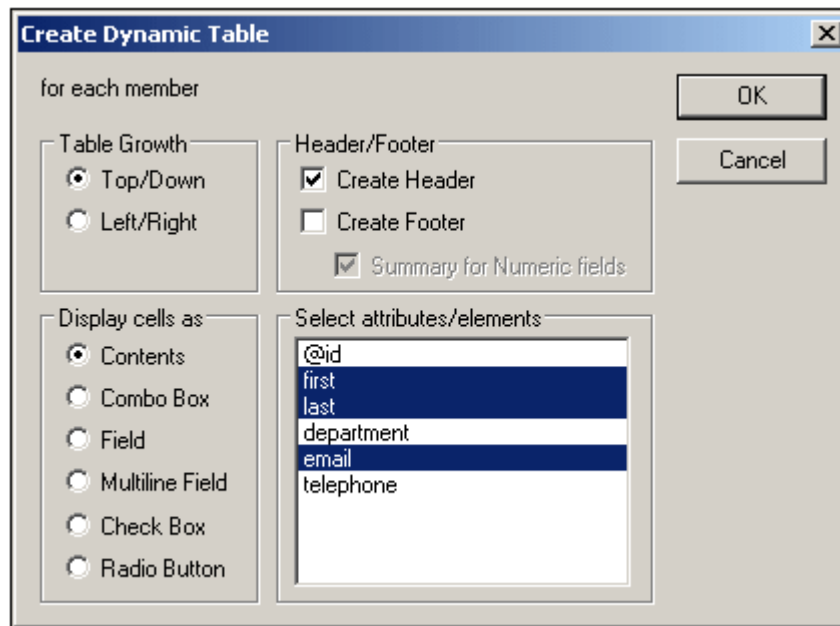 Create Dynamic Table
for each member
OK
Cancel
Table Growth
Top/Down
Left/Right
Header/Footer
Create Header
Create Footer
Summary for Numeric fields
Display cells as
Contents
Combo Box
Field
Multiline Field
Check Box
Radio Button
Select attributes/elements
@id
first
last
department
email
telephone